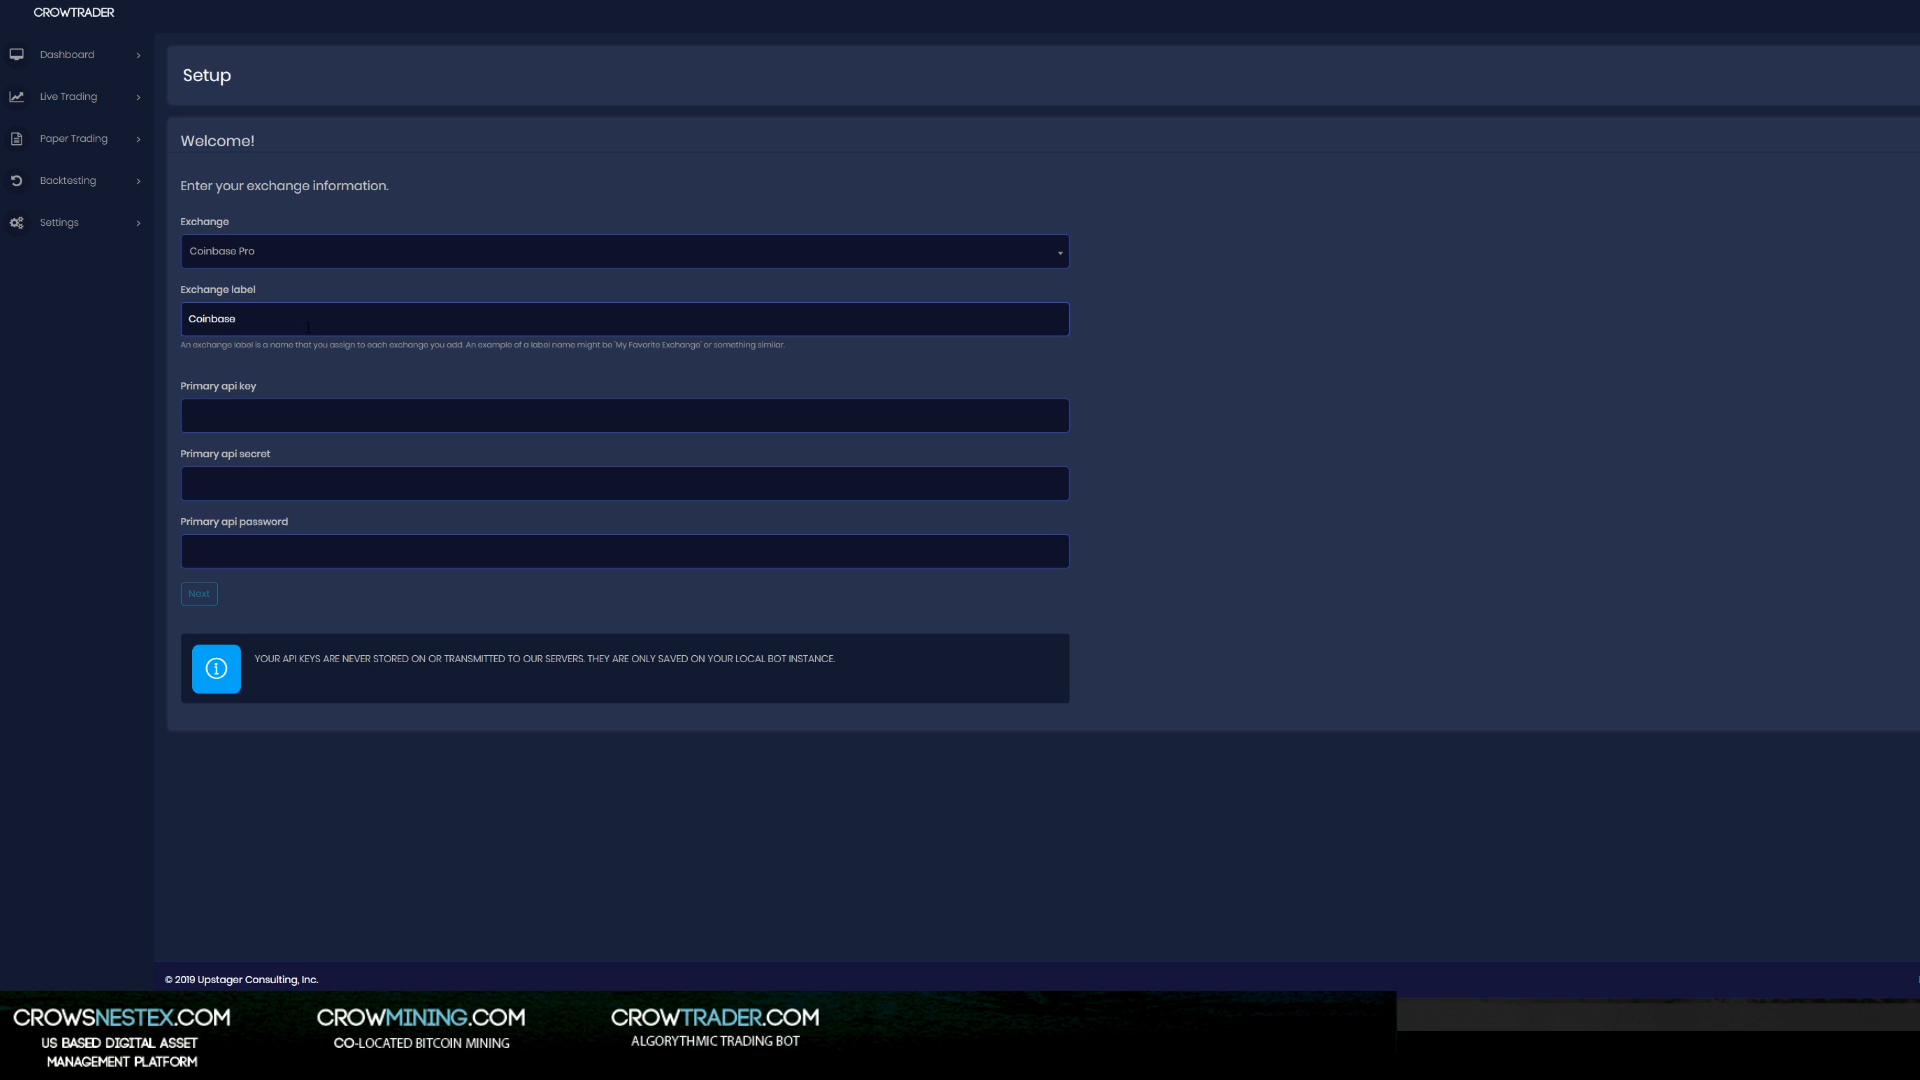 CROWTRADER
Dashboard
Live Trading
Paper Trading
Backtesting
Settings
Setup
Welcome!
Enter your exchange information.
Exchange
Coinbase Pro
Exchange label
Coinbase
An exchange label is a name that you assign to each exchange you add. An example of a label name might be 'My Favorite Exchange' or something similar.
Primary api key
Primary api secret
Primary api password
Next
YOUR API KEYS ARE NEVER STORED ON OR TRANSMITTED TO OUR SERVERS. THEY ARE ONLY SAVED ON YOUR LOCAL BOT INSTANCE.
© 2019 Upstager Consulting, Inc.
CROWSNESTEX.COM
US BASED DIGITAL ASSET
MANAGEMENT PLATFORM
CROWMINING.COM
CO-LOCATED BITCOIN MINING
CROWTRADER.COM
ALGORYTHMIC TRADING BOT